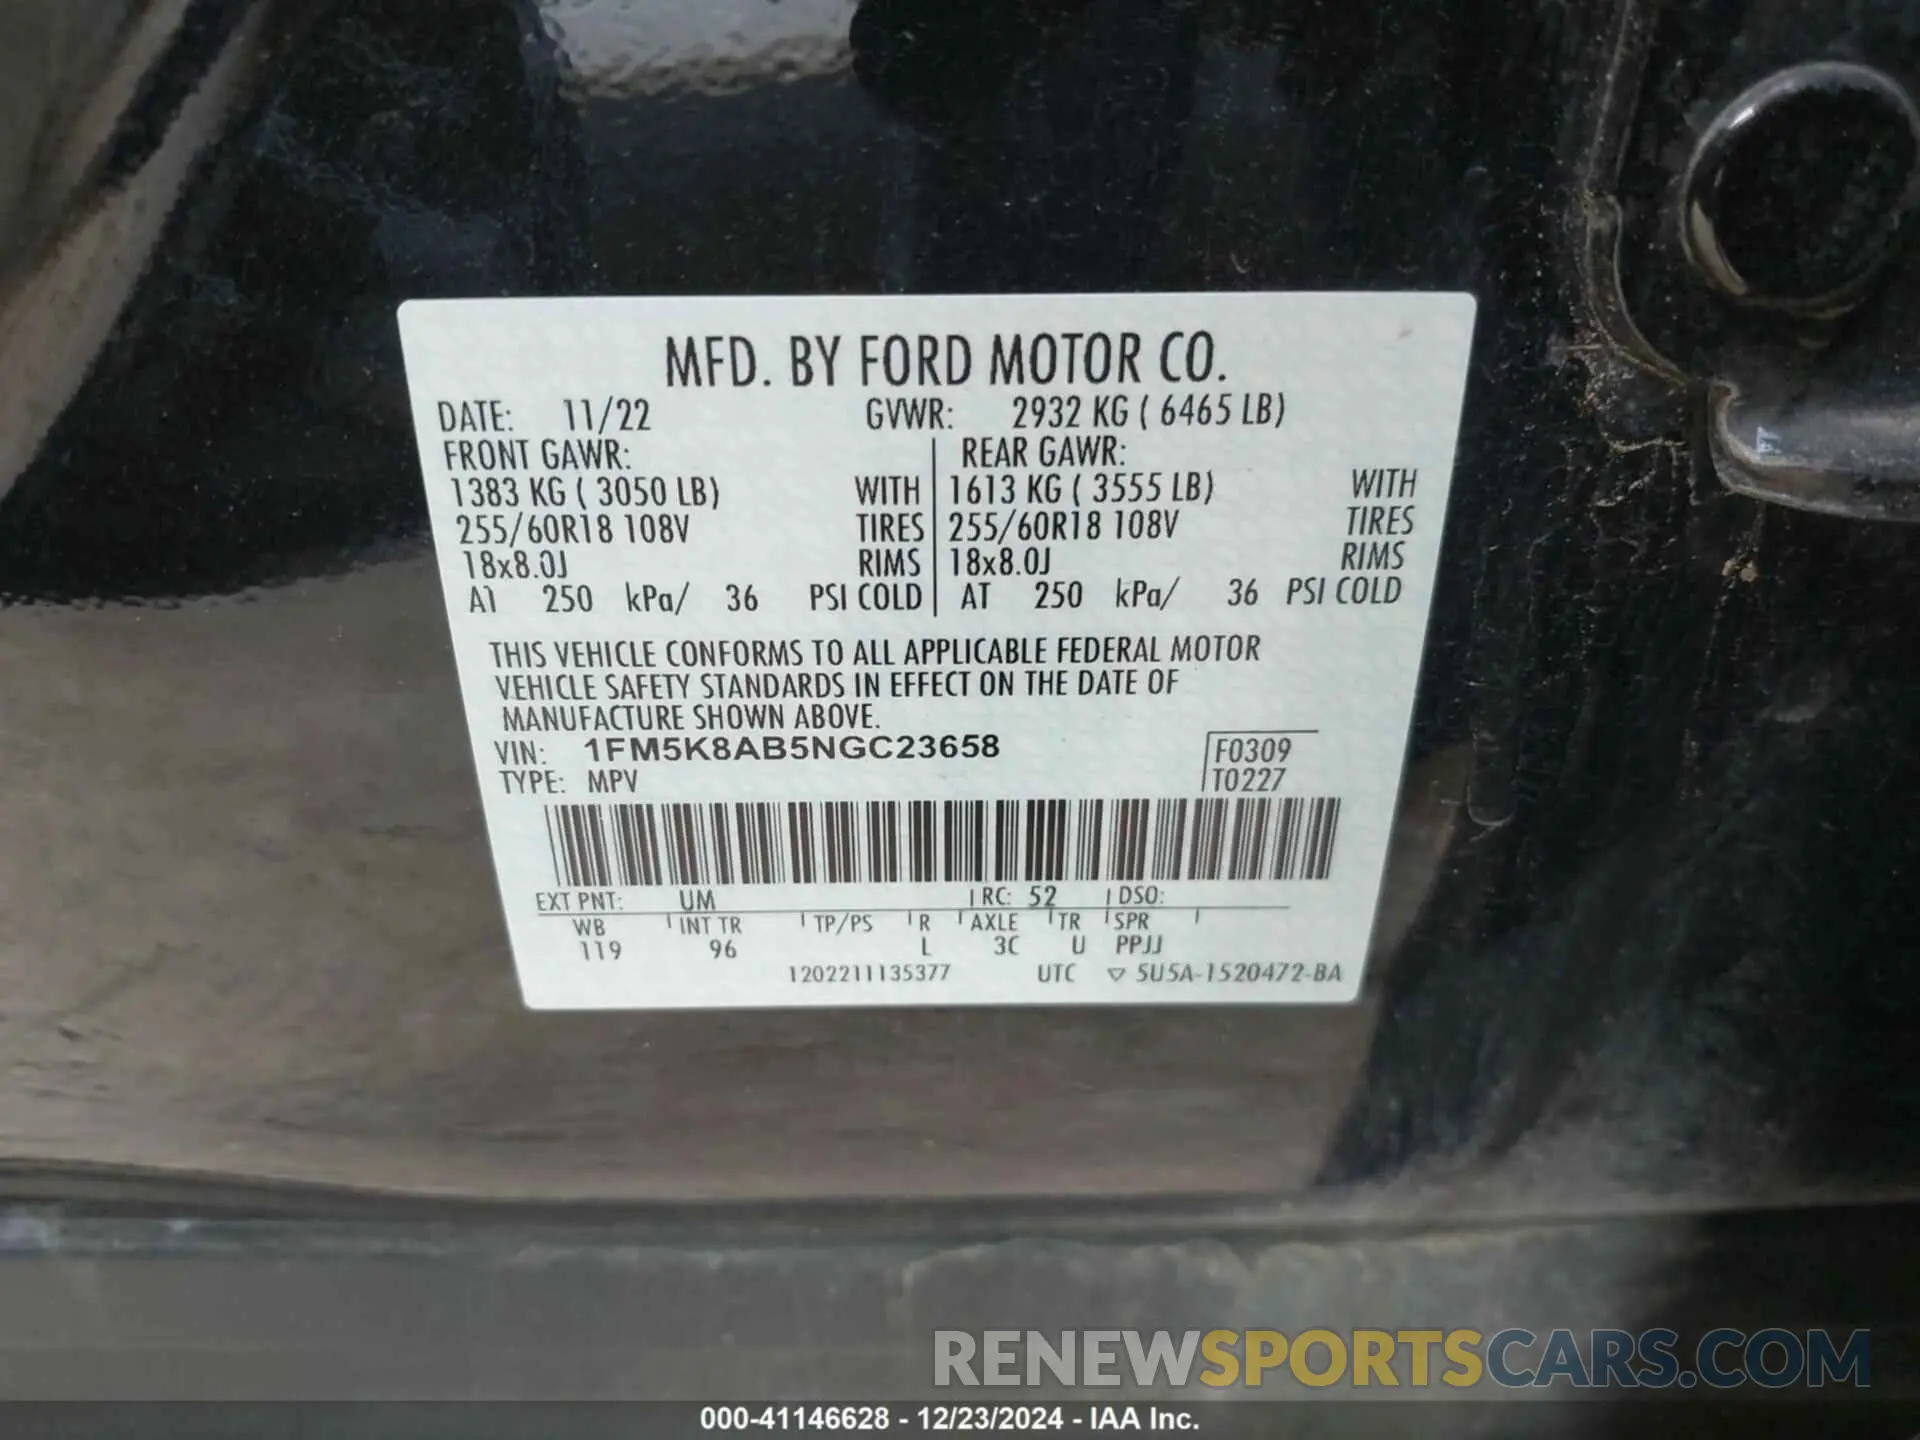 MFD. BY FORD MOTOR CO.
DATE: 11/22 GVWR: 2932 KG ( 6465 LB)
FRONT GAWR: REAR GAWR:
1383 KG ( 3050 LB) WITH 1613 KG ( 3555 LB) WITH
255/60R18 108V TIRES 255/60R18 108V TIRES
18x8.0J RIMS 18x8.0J RIMS
AT 250 kPa/ 36 PSI COLD AT 250 kPa/ 36 PSI COLD
THIS VEHICLE CONFORMS TO ALL APPLICABLE FEDERAL MOTOR
VEHICLE SAFETY STANDARDS IN EFFECT ON THE DATE OF
MANUFACTURE SHOWN ABOVE.
VIN: 1FM5K8AB5NGC23658 F0309
TYPE: MPV T0227
EXT PNT: UM RC: 52 DSO:
WB INT TR TP/PS R AXLE TR SPR
119 96 L 3C U PPJJ
1202211135377 UTC ▽ 5U5A-1520472-BA
RENEWSPORTSCARS.COM
000-41146628 - 12/23/2024 - IAA Inc.